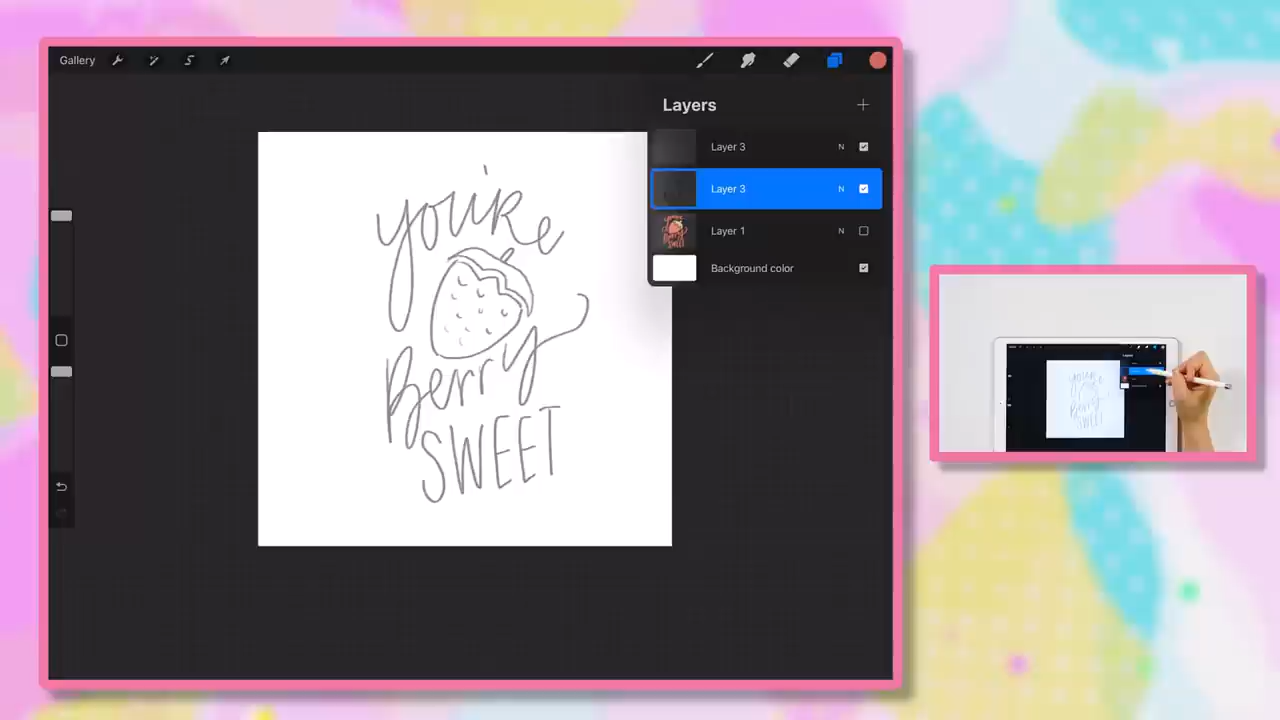 Gallery
Layers
Layer 3 N
Layer 3 N
Layer 1 N
Background color
you're
Berry
SWEET